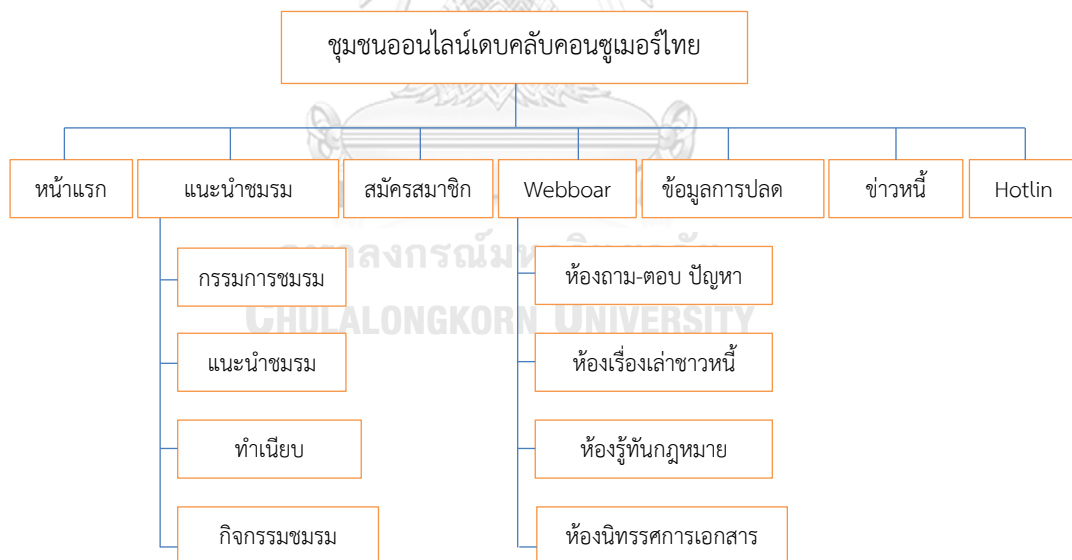 ชุมชนออนไลน์เดบคลับคอนซูเมอร์ไทย
หน้าแรก
แนะนำชมรม
สมัครสมาชิก
Webboar
ข้อมูลการปลด
ข่าวหนี้
Hotlin
กรรมการชมรม
แนะนำชมรม
ทำเนียบ
กิจกรรมชมรม
ห้องถาม-ตอบ ปัญหา
ห้องเรื่องเล่าชาวหนี้
ห้องรู้ทันกฎหมาย
ห้องนิทรรศการเอกสาร
CHULALONGKORN UNIVERSITY